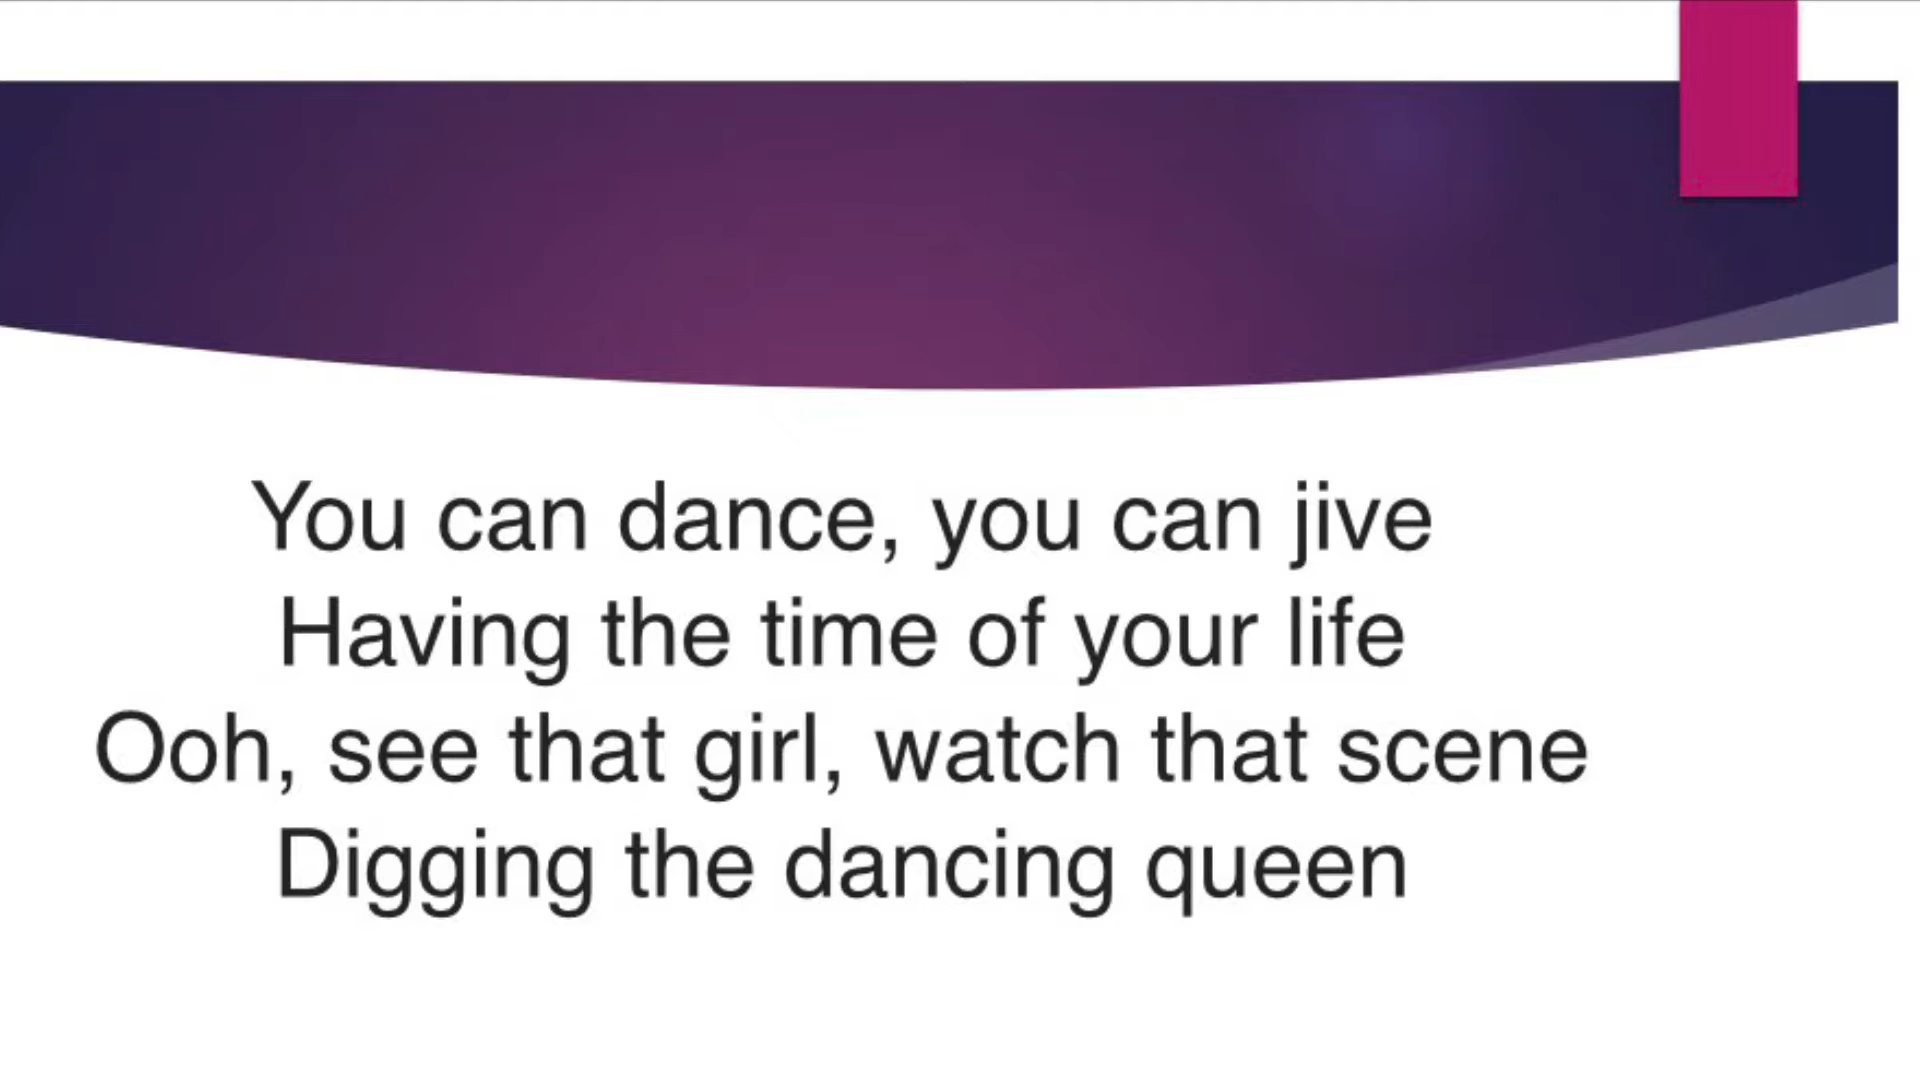 You can dance, you can jive
Having the time of your life
Ooh, see that girl, watch that scene
Digging the dancing queen